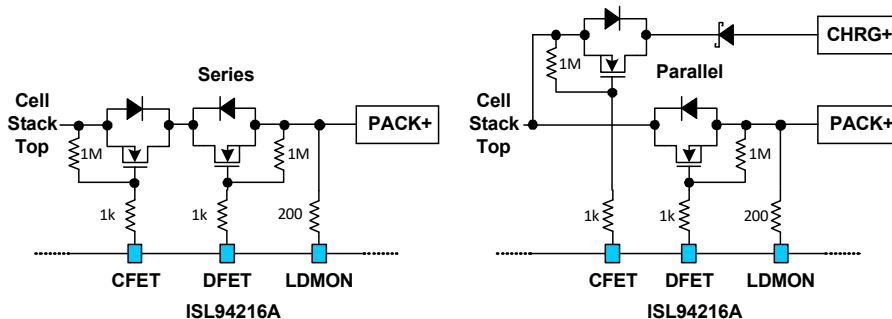 Series
Cell
Stack
Top
1M
1M
PACK+
1k
1k
200
CFET
DFET
LDMON
ISL94216A
CHRG+
1M
Parallel
Cell
Stack
Top
PACK+
1M
1k
1k
200
CFET
DFET
LDMON
ISL94216A